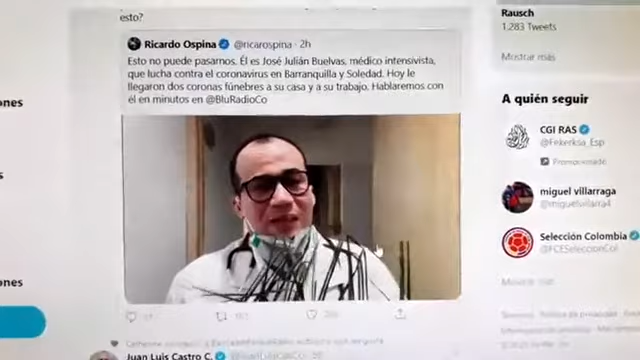 esto?
Ricardo Ospina @ricarospina · 2h
Esto no puede pasarnos. Él es José Julián Buelvas, médico intensivista,
que lucha contra el coronavirus en Barranquilla y Soledad. Hoy le
llegaron dos coronas fúnebres a su casa y a su trabajo. Hablaremos con
él en minutos en @BluRadioCo
Juan Luis Castro C.
ones
ones
Rausch
1.283 Tweets
Mostrar más
A quién seguir
CGI RAS
@Fekerksa_Esp
Promocionado
miguel villarraga
@miguelvillarra4
Selección Colombia
@FCFSeleccionCol
Mostrar más